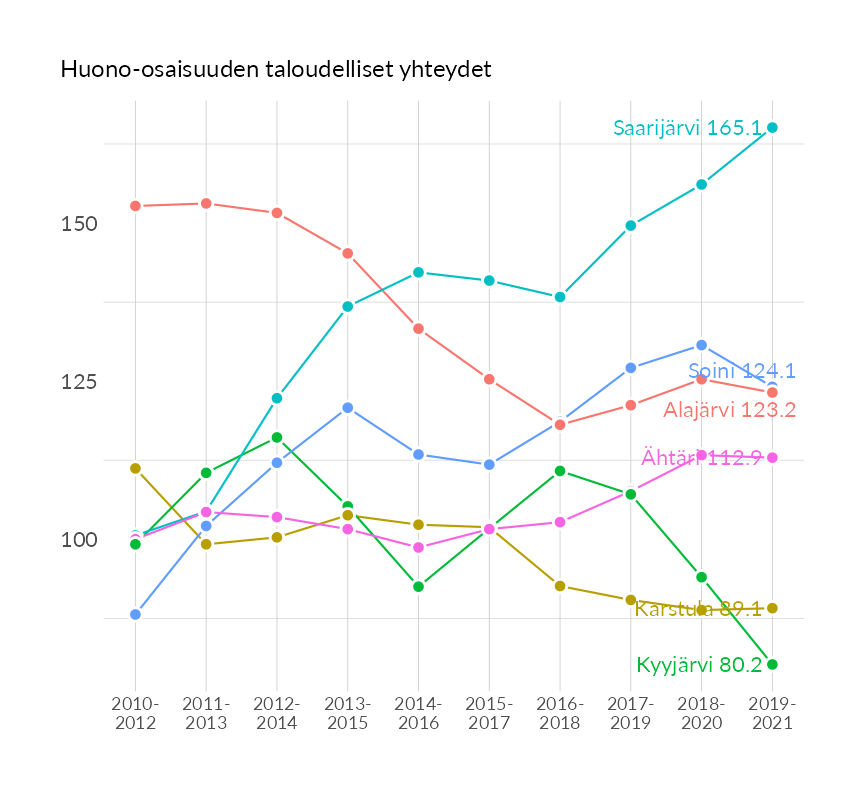 Huono-osaisuuden taloudelliset yhteydet
Saarijärvi 165.1
150
125
Soini 124.1
Alajärvi 123.2
Ähtäri 112.9
100
Karstula 89.1
Kyyjärvi 80.2
2010- 2011- 2012- 2013- 2014- 2015- 2016- 2017- 2018- 2019-
2012 2013 2014 2015 2016 2017 2018 2019 2020 2021